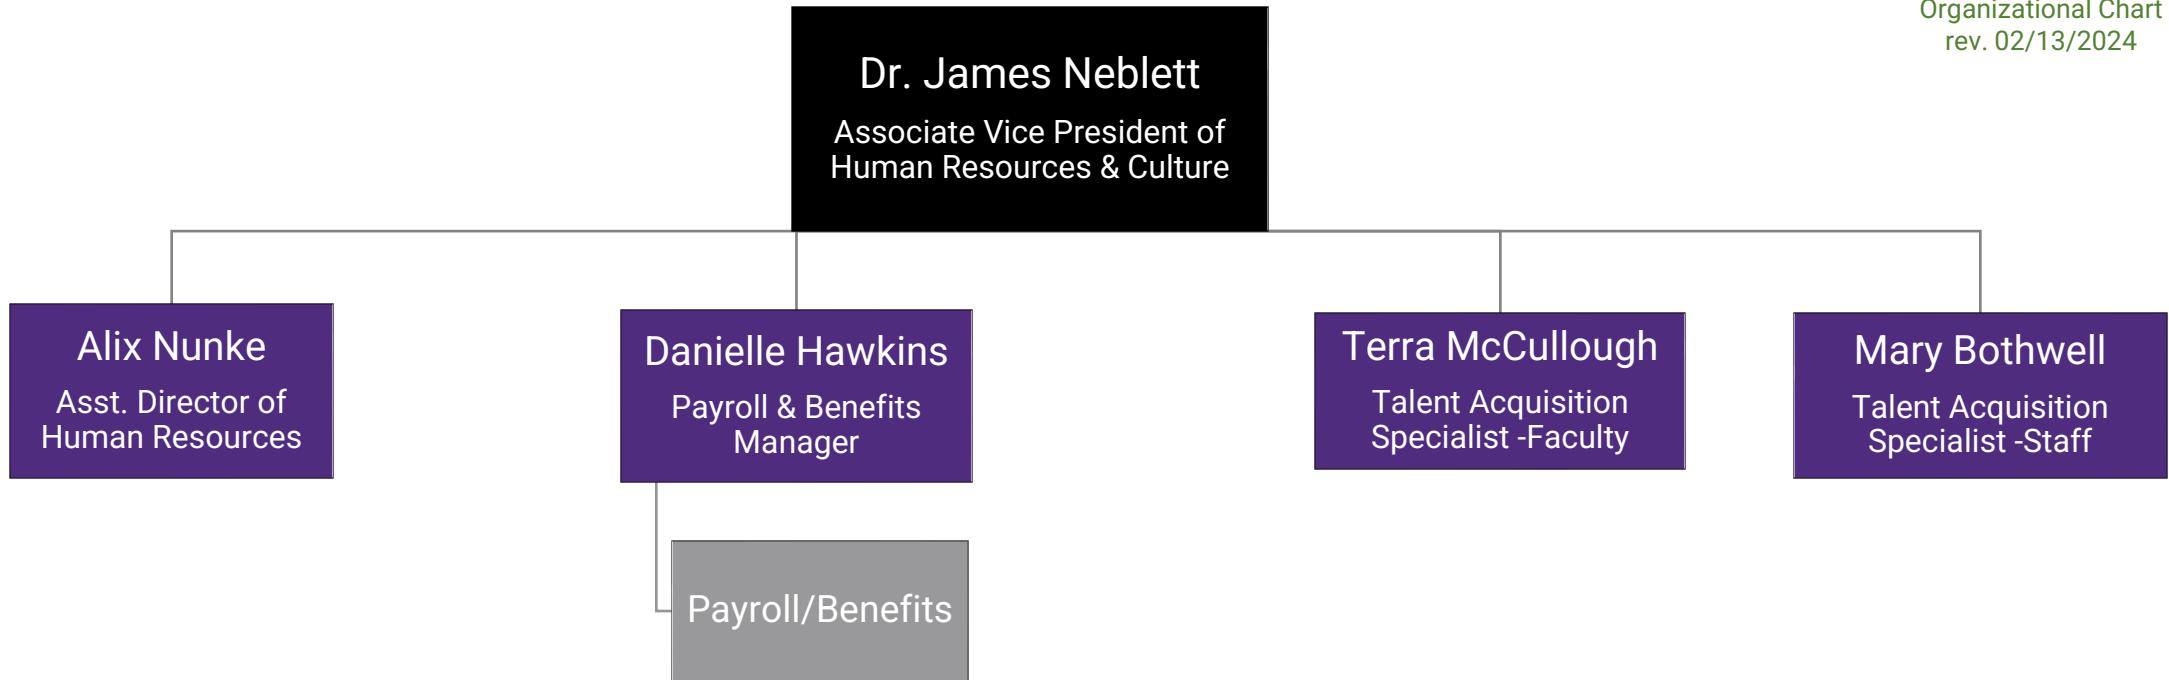 Organizational Chart
rev. 02/13/2024
Dr. James Neblett
Associate Vice President of
Human Resources & Culture
Alix Nunke
Asst. Director of
Human Resources
Danielle Hawkins
Payroll & Benefits
Manager
Terra McCullough
Talent Acquisition
Specialist -Faculty
Mary Bothwell
Talent Acquisition
Specialist -Staff
Payroll/Benefits